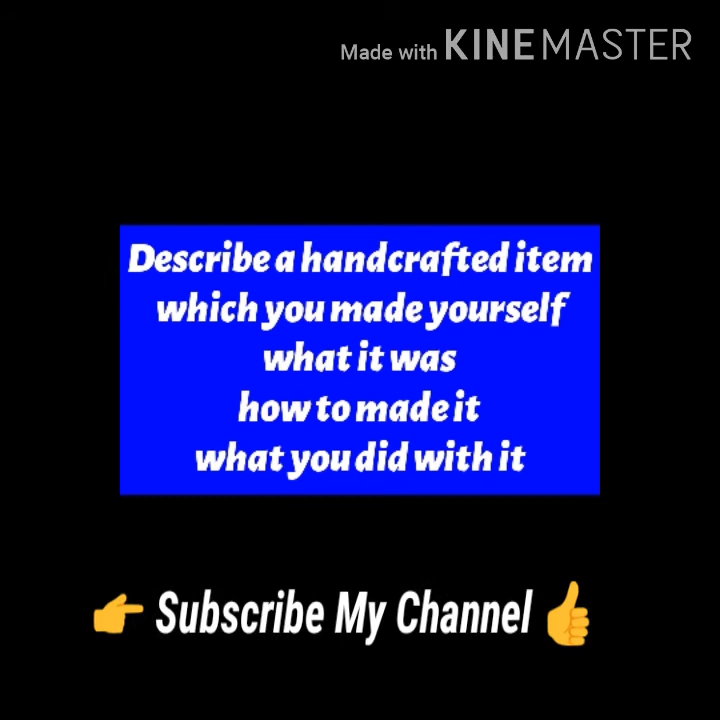 Made with KINEMASTER
Describe a handcrafted item
which you made yourself
what it was
how to made it
what you did with it
👉 Subscribe My Channel 👍